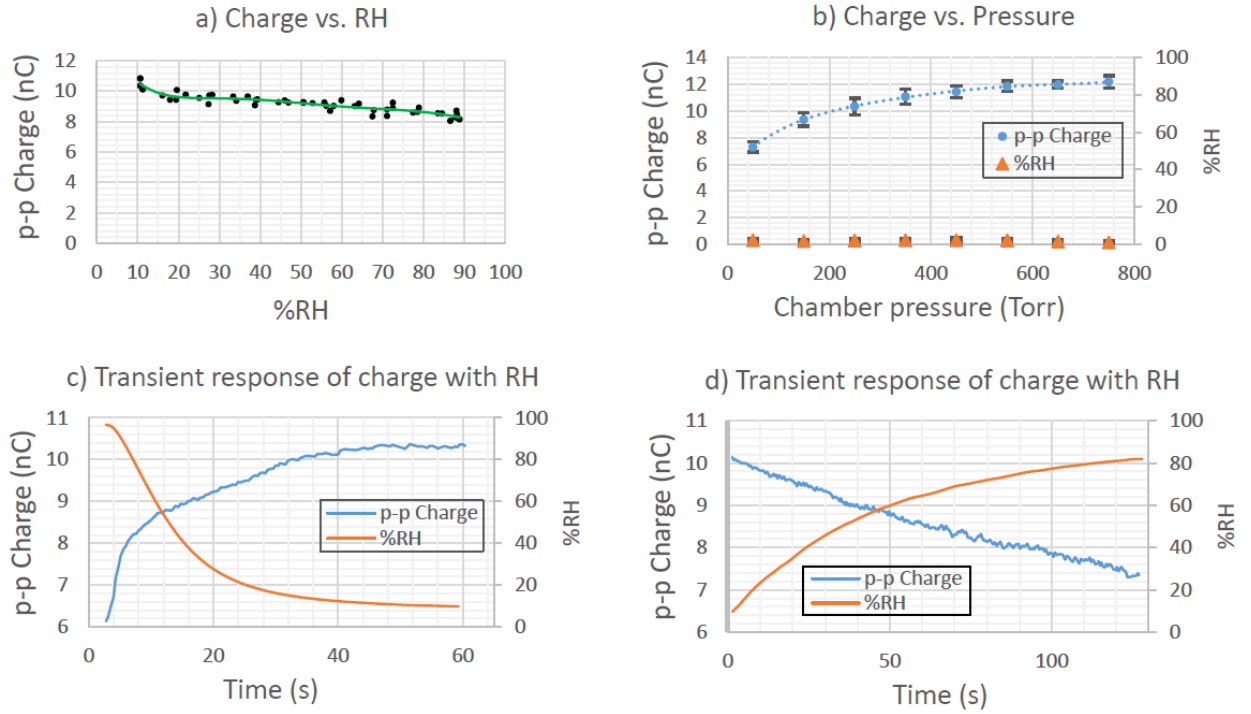 a) Charge vs. RH
p-p Charge (nC)
12
10
8
6
4
2
0
0 10 20 30 40 50 60 70 80 90 100
%RH
b) Charge vs. Pressure
p-p Charge (nC)
14
12
10
8
6
4
2
0
100
80
60
40
20
0
%RH
p-p Charge
%RH
0 200 400 600 800
Chamber pressure (Torr)
c) Transient response of charge with RH
p-p Charge (nC)
11
10
9
8
7
6
100
80
60
40
20
0
%RH
p-p Charge
%RH
0 20 40 60
Time (s)
d) Transient response of charge with RH
p-p Charge (nC)
11
10
9
8
7
6
100
80
60
40
20
0
%RH
p-p Charge
%RH
0 50 100
Time (s)